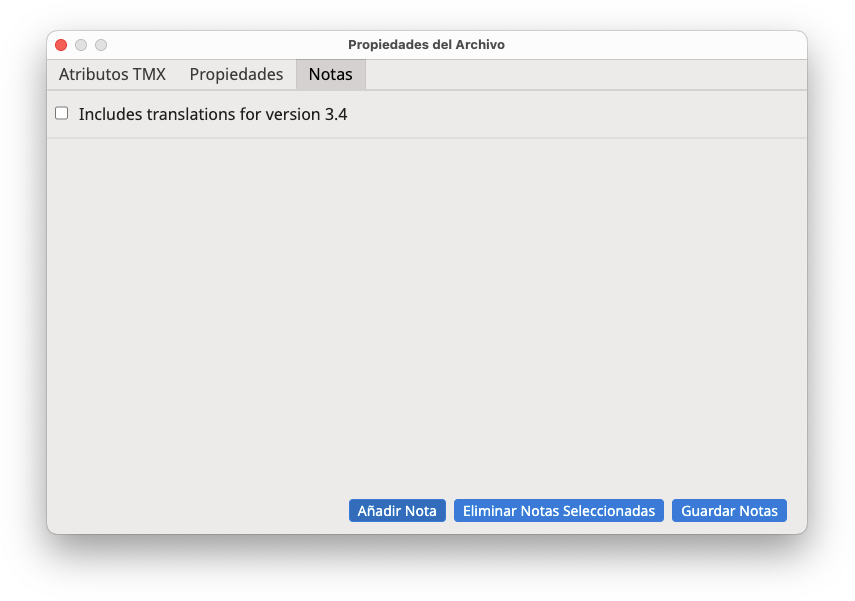 Propiedades del Archivo
Atributos TMX Propiedades Notas
Includes translations for version 3.4
Añadir Nota Eliminar Notas Seleccionadas Guardar Notas